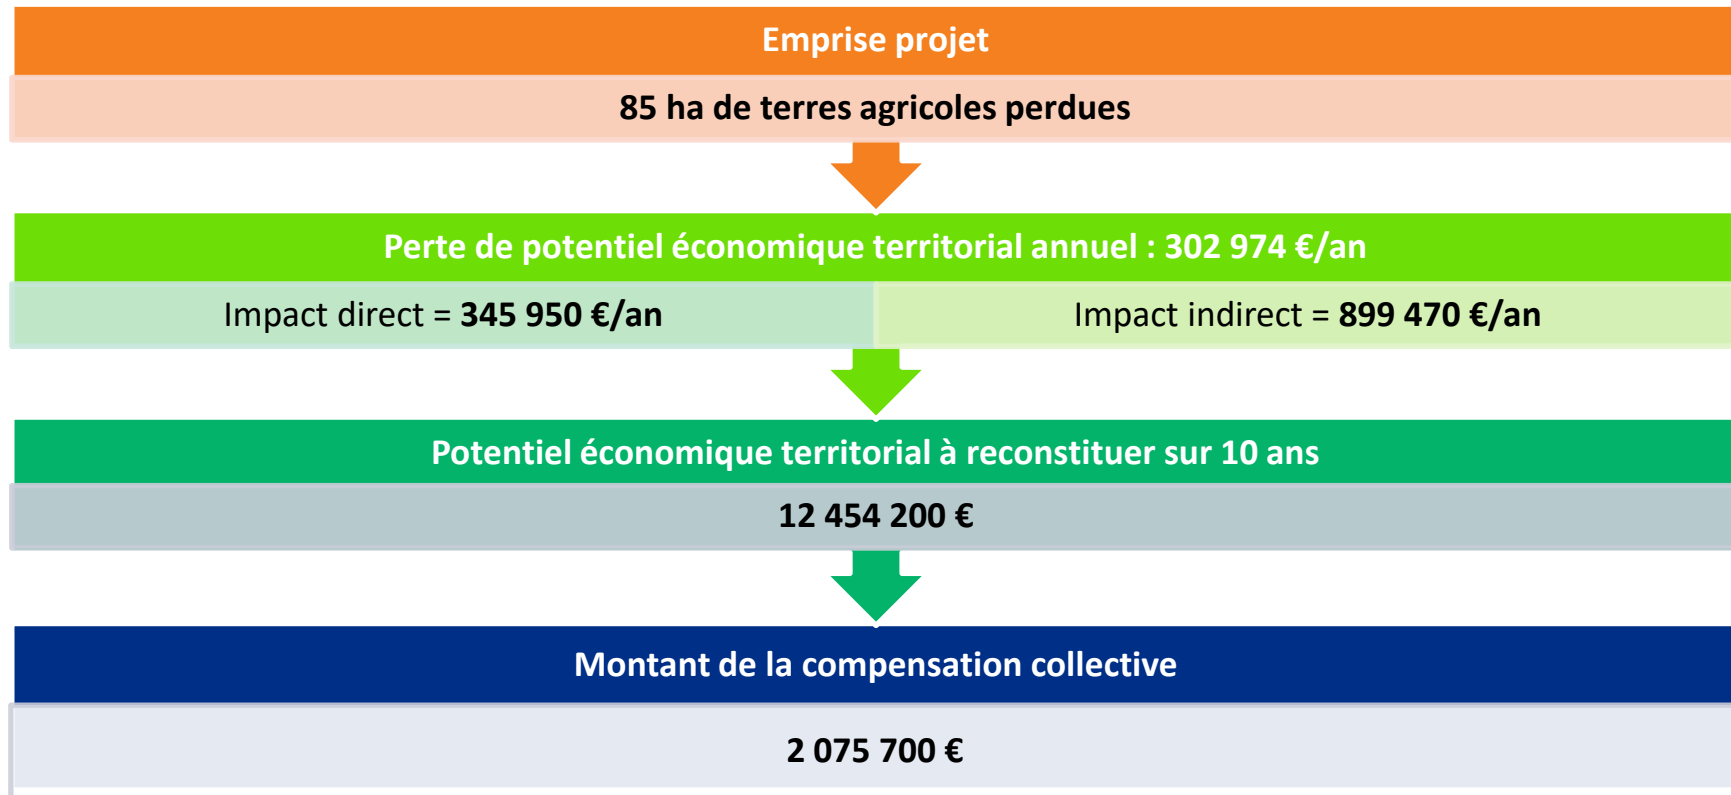 Emprise projet
85 ha de terres agricoles perdues
Perte de potentiel économique territorial annuel : 302 974 €/an
Impact direct = 345 950 €/an
Impact indirect = 899 470 €/an
Potentiel économique territorial à reconstituer sur 10 ans
12 454 200 €
Montant de la compensation collective
2 075 700 €